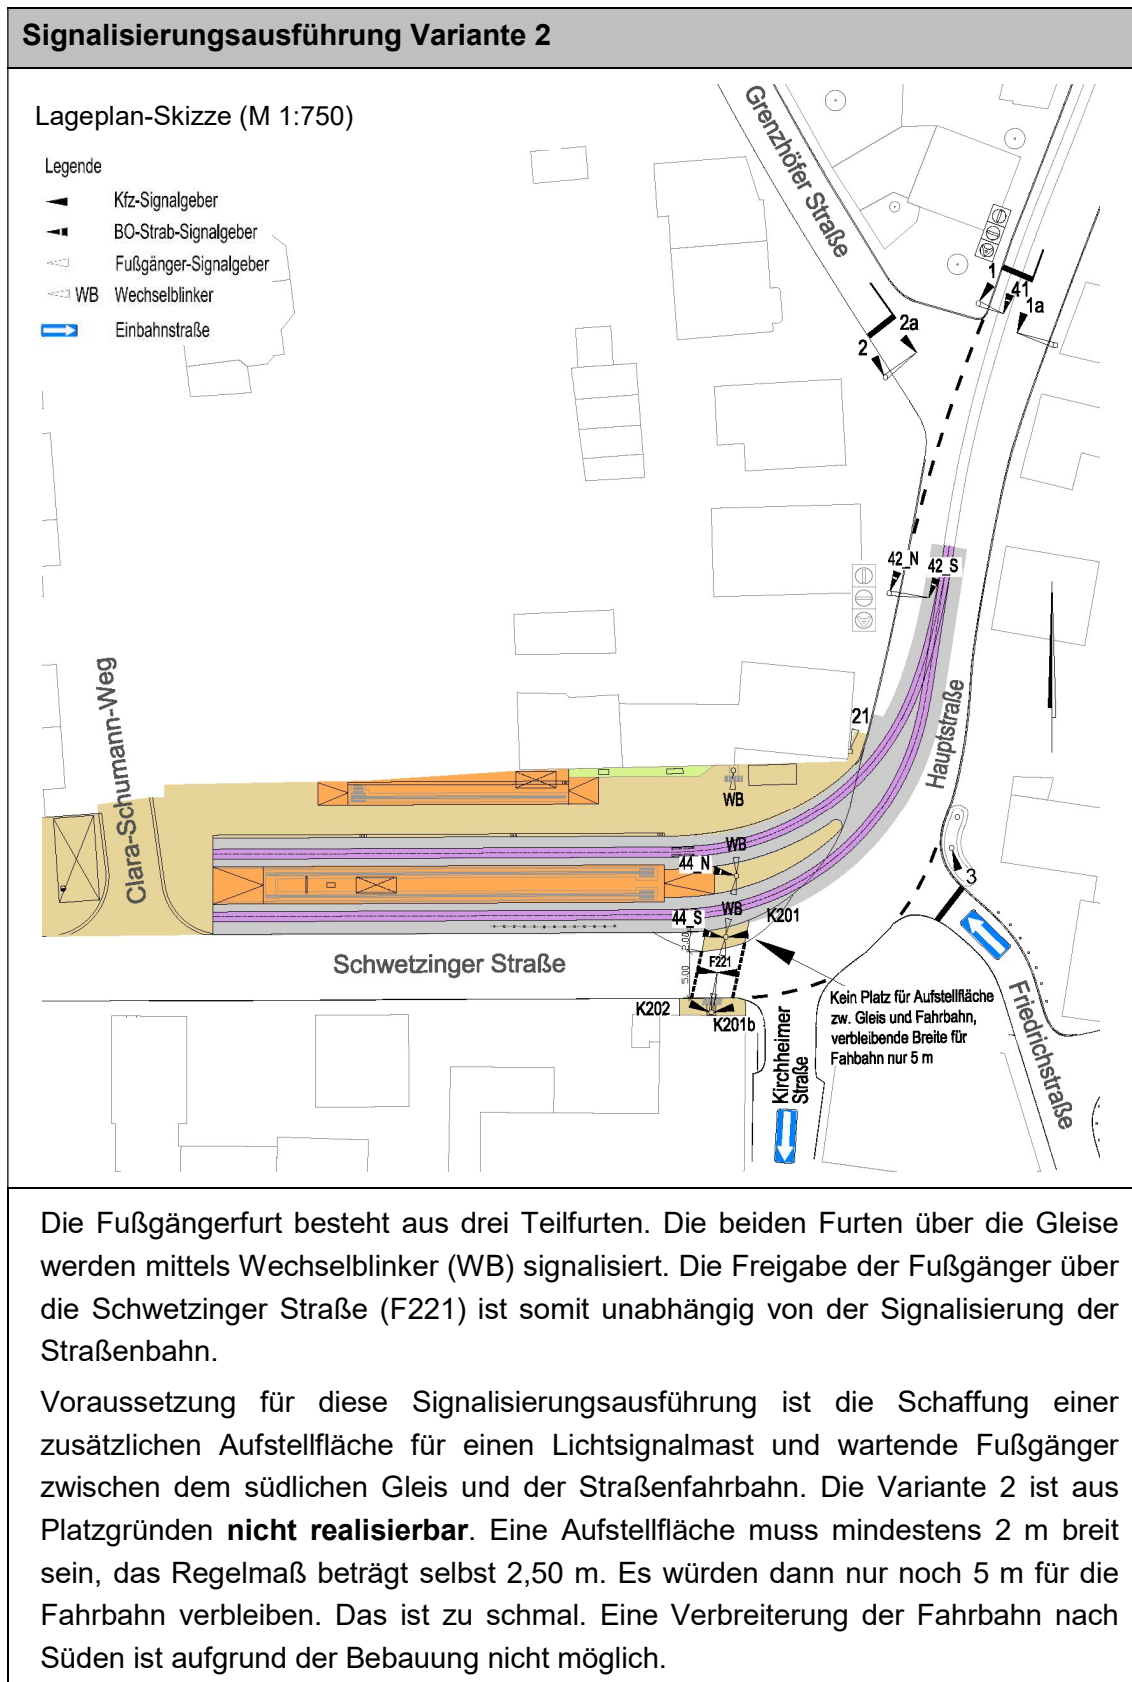 Signalisierungsausführung Variante 2
Lageplan-Skizze (M 1:750)
Legende
Kfz-Signalgeber
BO-Strab-Signalgeber
Fußgänger-Signalgeber
WB Wechselblinker
Einbahnstraße
Grenzhöfer Straße
1
41
1a
2a
2
42_N
42_S
Clara-Schumann-Weg
21
Hauptstraße
WB
WB
44_N
3
WB
44_S
K201
2.00
F221
5.00
Schwetzinger Straße
K202
K201b
Kirchheimer
Straße
Friedrichstraße
Kein Platz für Aufstellfläche
zw. Gleis und Fahrbahn,
verbleibende Breite für
Fahbahn nur 5 m
Die Fußgängerfurt besteht aus drei Teilfurten. Die beiden Furten über die Gleise
werden mittels Wechselblinker (WB) signalisiert. Die Freigabe der Fußgänger über
die Schwetzinger Straße (F221) ist somit unabhängig von der Signalisierung der
Straßenbahn.
Voraussetzung für diese Signalisierungsausführung ist die Schaffung einer
zusätzlichen Aufstellfläche für einen Lichtsignalmast und wartende Fußgänger
zwischen dem südlichen Gleis und der Straßenfahrbahn. Die Variante 2 ist aus
Platzgründen nicht realisierbar. Eine Aufstellfläche muss mindestens 2 m breit
sein, das Regelmaß beträgt selbst 2,50 m. Es würden dann nur noch 5 m für die
Fahrbahn verbleiben. Das ist zu schmal. Eine Verbreiterung der Fahrbahn nach
Süden ist aufgrund der Bebauung nicht möglich.